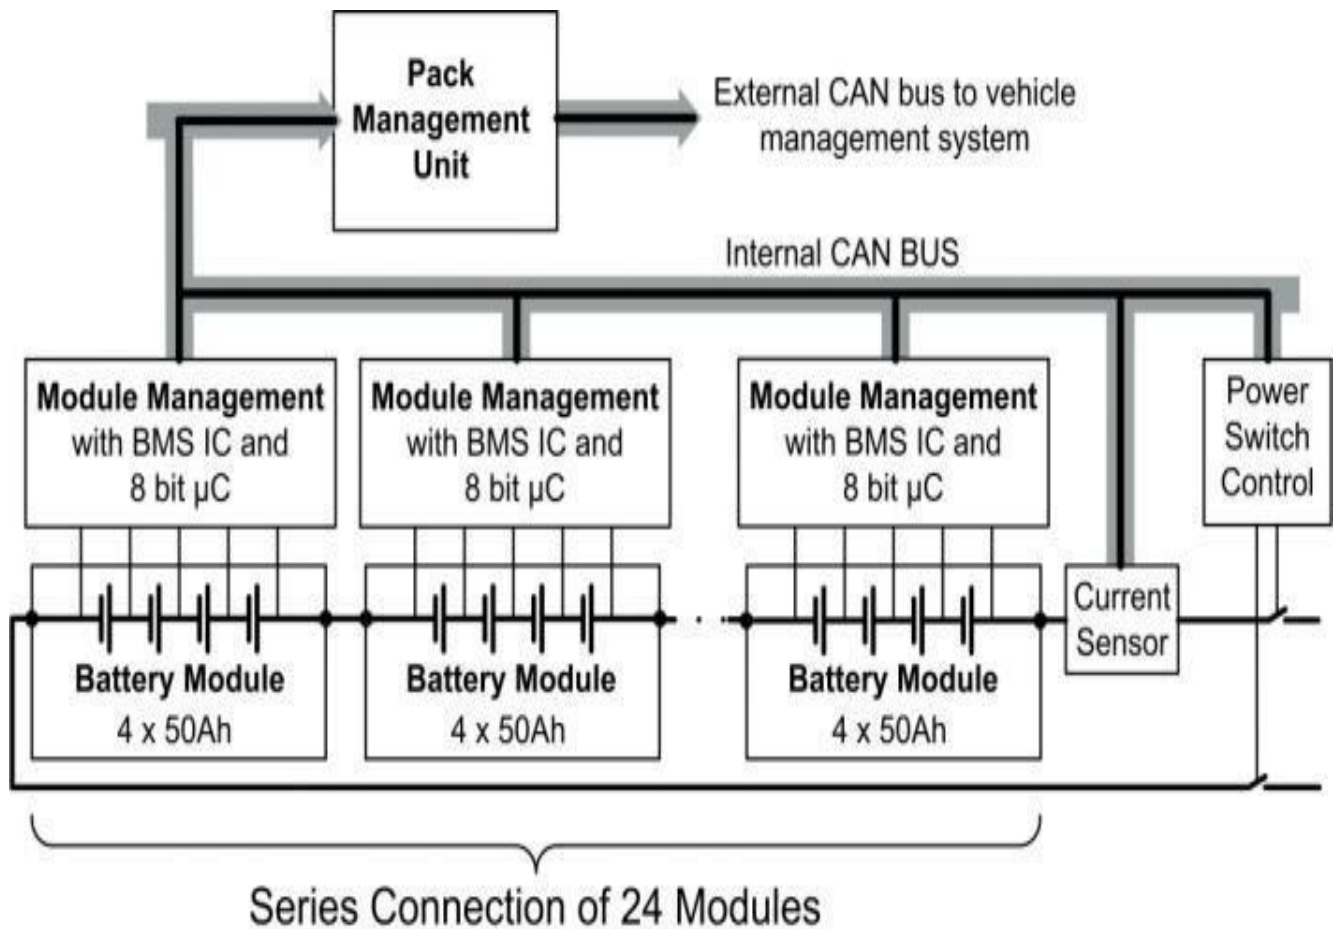 Pack
Management
Unit
External CAN bus to vehicle
management system
Internal CAN BUS
Module Management
with BMS IC and
8 bit µC
Module Management
with BMS IC and
8 bit µC
Module Management
with BMS IC and
8 bit µC
Power
Switch
Control
Battery Module
4 x 50Ah
Battery Module
4 x 50Ah
Battery Module
4 x 50Ah
Current
Sensor
Series Connection of 24 Modules